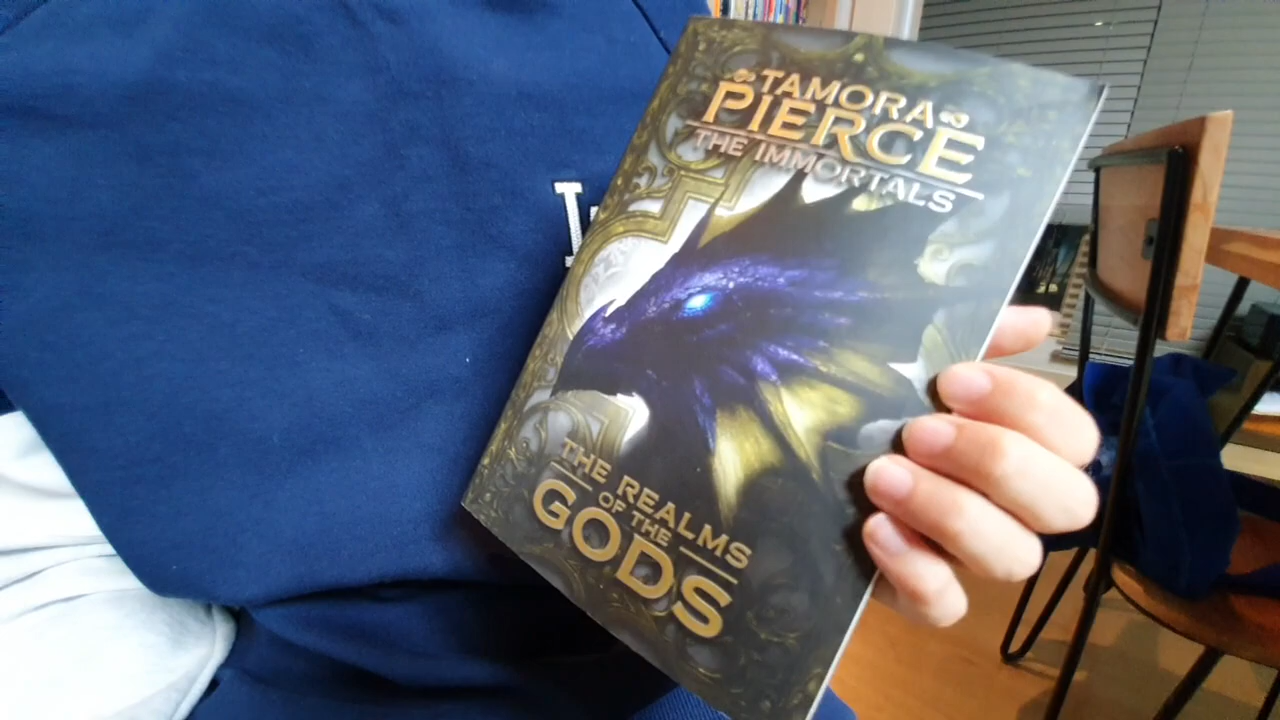 TAMORA
PIERCE
THE IMMORTALS
THE REALMS
OF THE
GODS